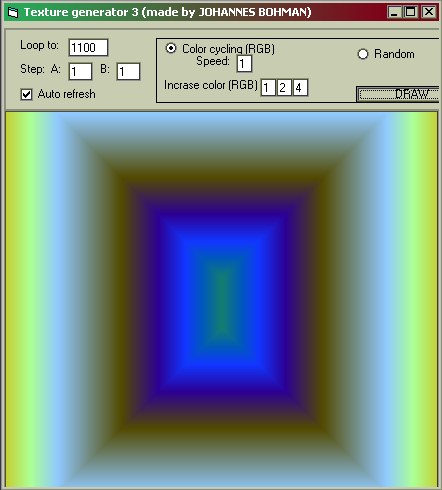 Texture generator 3 (made by JOHANNES BOHMAN)
Loop to: 1100
Step: A: 1 B: 1
Auto refresh
Color cycling (RGB)
Speed: 1
Incrase color (RGB) 1 2 4
Random
DRAW